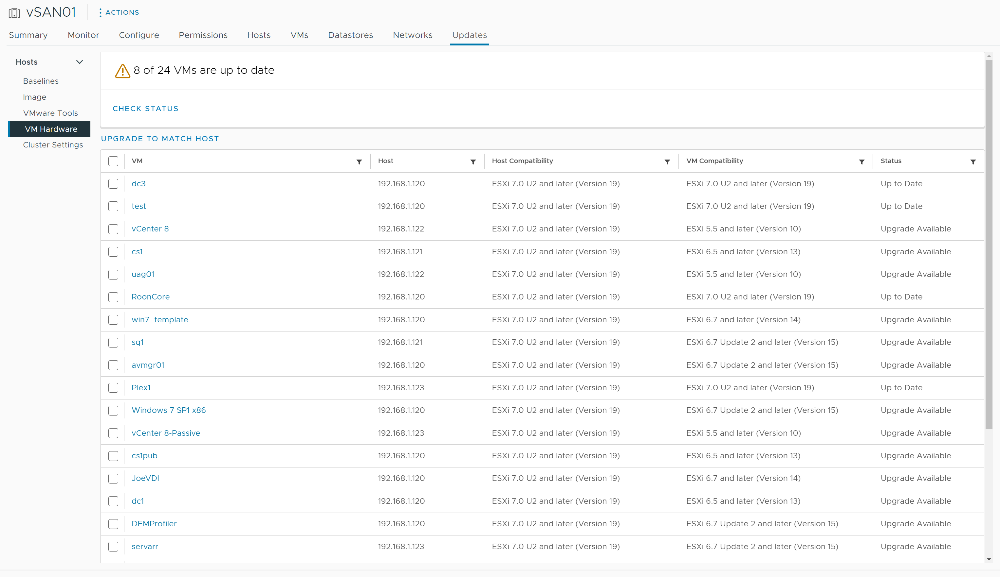 vSAN01
ACTIONS
Summary Monitor Configure Permissions Hosts VMs Datastores Networks Updates
Hosts
Baselines
Image
VMware Tools
VM Hardware
Cluster Settings
8 of 24 VMs are up to date
CHECK STATUS
UPGRADE TO MATCH HOST
VM Host Host Compatibility VM Compatibility Status
dc3 192.168.1.120 ESXi 7.0 U2 and later (Version 19) ESXi 7.0 U2 and later (Version 19) Up to Date
test 192.168.1.120 ESXi 7.0 U2 and later (Version 19) ESXi 7.0 U2 and later (Version 19) Up to Date
vCenter 8 192.168.1.122 ESXi 7.0 U2 and later (Version 19) ESXi 5.5 and later (Version 10) Upgrade Available
cs1 192.168.1.121 ESXi 7.0 U2 and later (Version 19) ESXi 6.5 and later (Version 13) Upgrade Available
uag01 192.168.1.122 ESXi 7.0 U2 and later (Version 19) ESXi 5.5 and later (Version 10) Upgrade Available
RoonCore 192.168.1.120 ESXi 7.0 U2 and later (Version 19) ESXi 7.0 U2 and later (Version 19) Up to Date
win7_template 192.168.1.120 ESXi 7.0 U2 and later (Version 19) ESXi 6.7 and later (Version 14) Upgrade Available
sq1 192.168.1.121 ESXi 7.0 U2 and later (Version 19) ESXi 6.7 Update 2 and later (Version 15) Upgrade Available
avmgr01 192.168.1.120 ESXi 7.0 U2 and later (Version 19) ESXi 6.7 Update 2 and later (Version 15) Upgrade Available
Plex1 192.168.1.123 ESXi 7.0 U2 and later (Version 19) ESXi 7.0 U2 and later (Version 19) Up to Date
Windows 7 SP1 x86 192.168.1.120 ESXi 7.0 U2 and later (Version 19) ESXi 6.7 Update 2 and later (Version 15) Upgrade Available
vCenter 8-Passive 192.168.1.123 ESXi 7.0 U2 and later (Version 19) ESXi 5.5 and later (Version 10) Upgrade Available
cs1pub 192.168.1.120 ESXi 7.0 U2 and later (Version 19) ESXi 6.5 and later (Version 13) Upgrade Available
JoeVDI 192.168.1.120 ESXi 7.0 U2 and later (Version 19) ESXi 6.7 and later (Version 14) Upgrade Available
dc1 192.168.1.120 ESXi 7.0 U2 and later (Version 19) ESXi 6.5 and later (Version 13) Upgrade Available
DEMProfiler 192.168.1.120 ESXi 7.0 U2 and later (Version 19) ESXi 6.7 Update 2 and later (Version 15) Upgrade Available
servarr 192.168.1.123 ESXi 7.0 U2 and later (Version 19) ESXi 6.7 Update 2 and later (Version 15) Upgrade Available